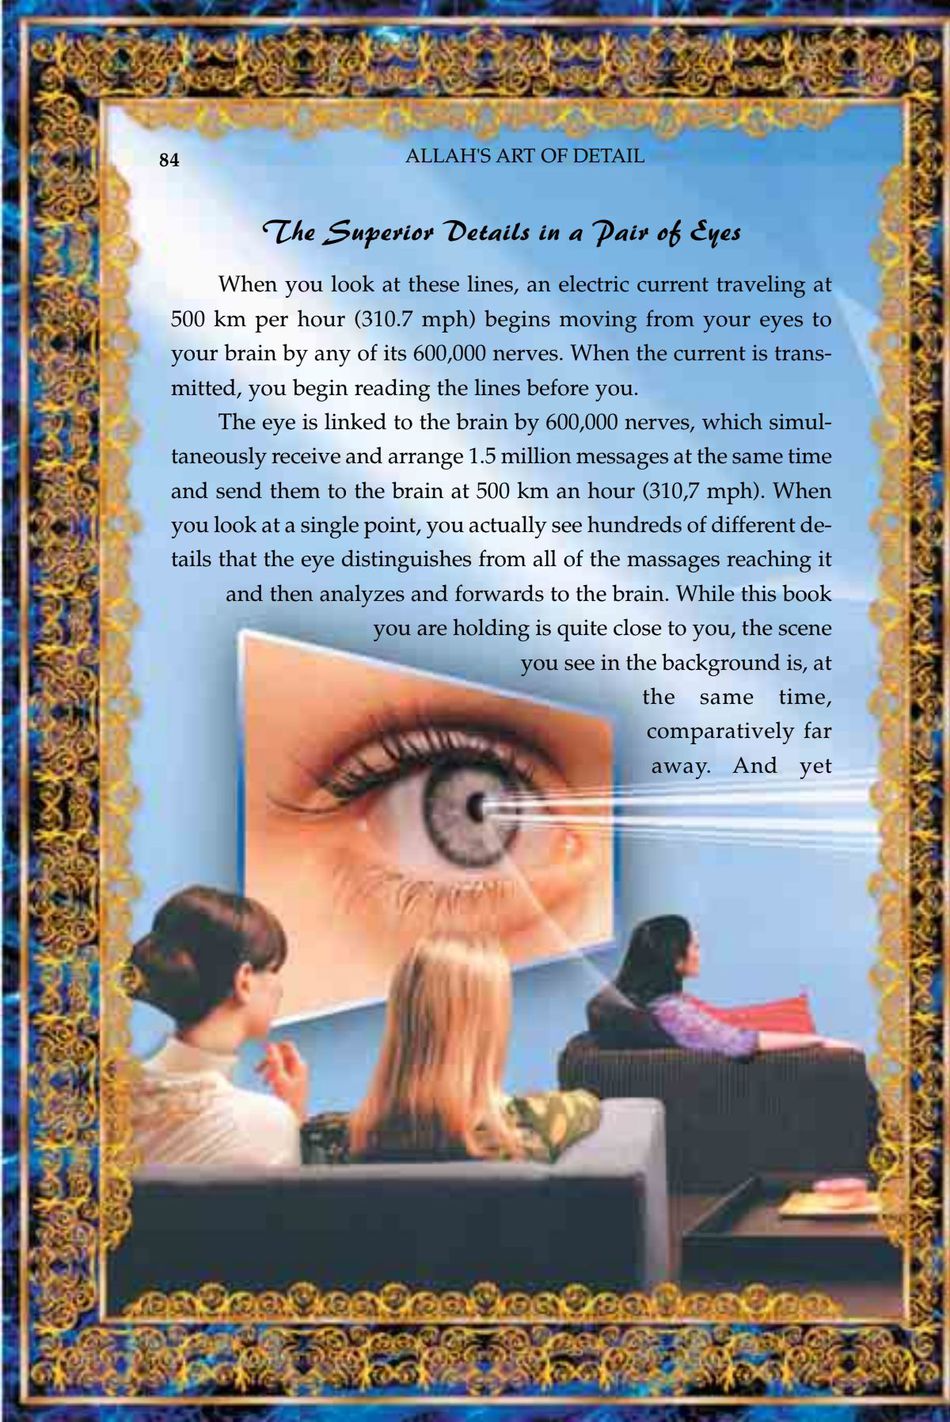 84
ALLAH'S ART OF DETAIL
The Superior Details in a Pair of Eyes
When you look at these lines, an electric current traveling at
500 km per hour (310.7 mph) begins moving from your eyes to
your brain by any of its 600,000 nerves. When the current is trans-
mitted, you begin reading the lines before you.
The eye is linked to the brain by 600,000 nerves, which simul-
taneously receive and arrange 1.5 million messages at the same time
and send them to the brain at 500 km an hour (310,7 mph). When
you look at a single point, you actually see hundreds of different de-
tails that the eye distinguishes from all of the massages reaching it
and then analyzes and forwards to the brain. While this book
you are holding is quite close to you, the scene
you see in the background is, at
the same time,
comparatively far
away. And yet